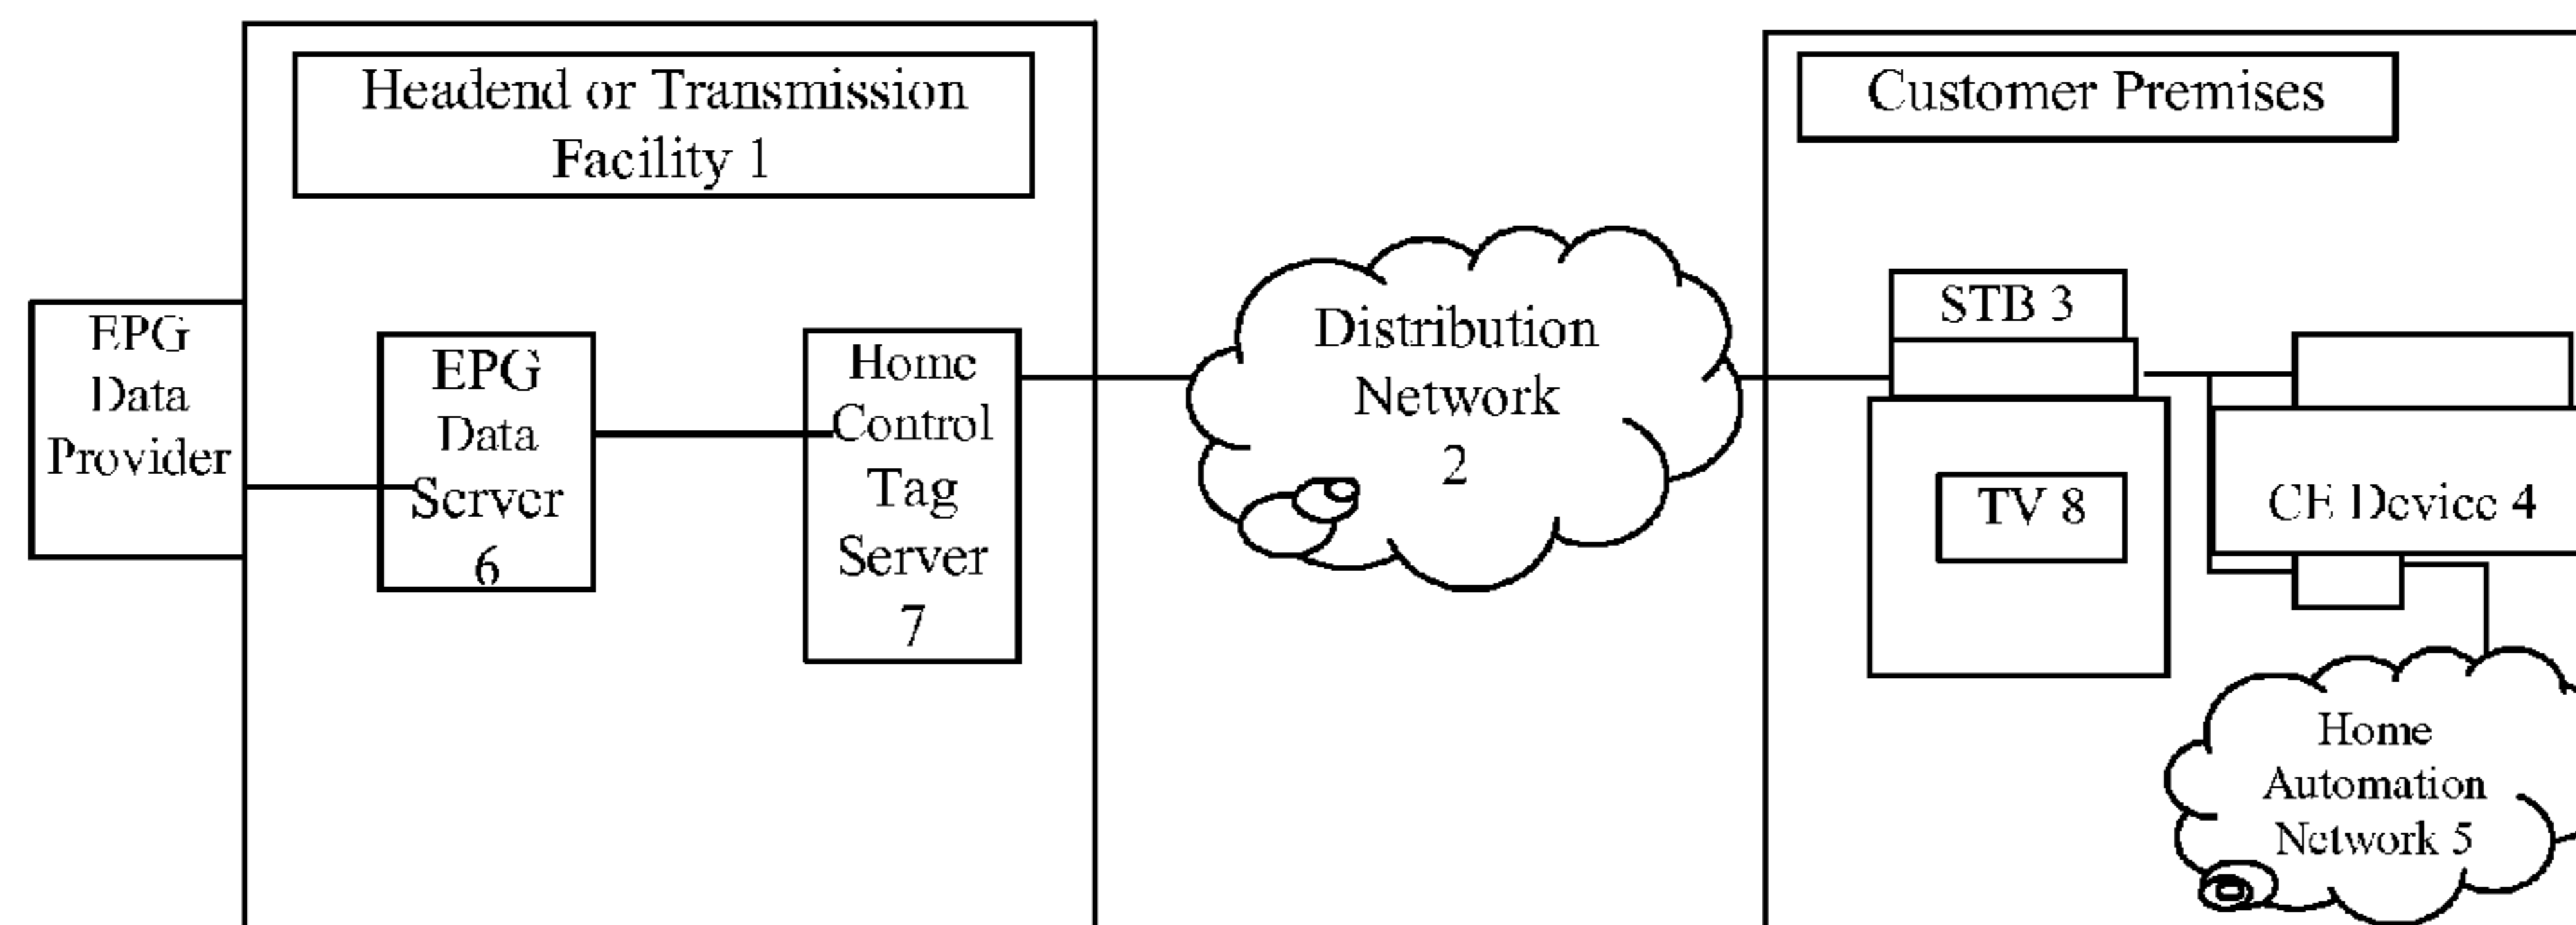 Headend or Transmission
Facility 1
Customer Premises
EPG
Data
Provider
EPG
Data
Server
6
Home
Control
Tag
Server
7
Distribution
Network
2
STB 3
TV 8
CE Device 4
Home
Automation
Network 5